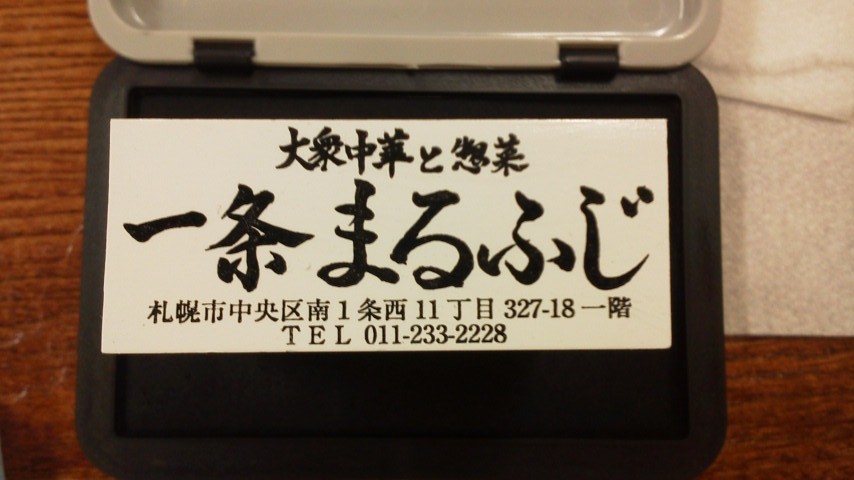 大衆中華と惣菜
一条まるふじ
札幌市中央区南1条西11丁目327-18一階
TEL 011-233-2228